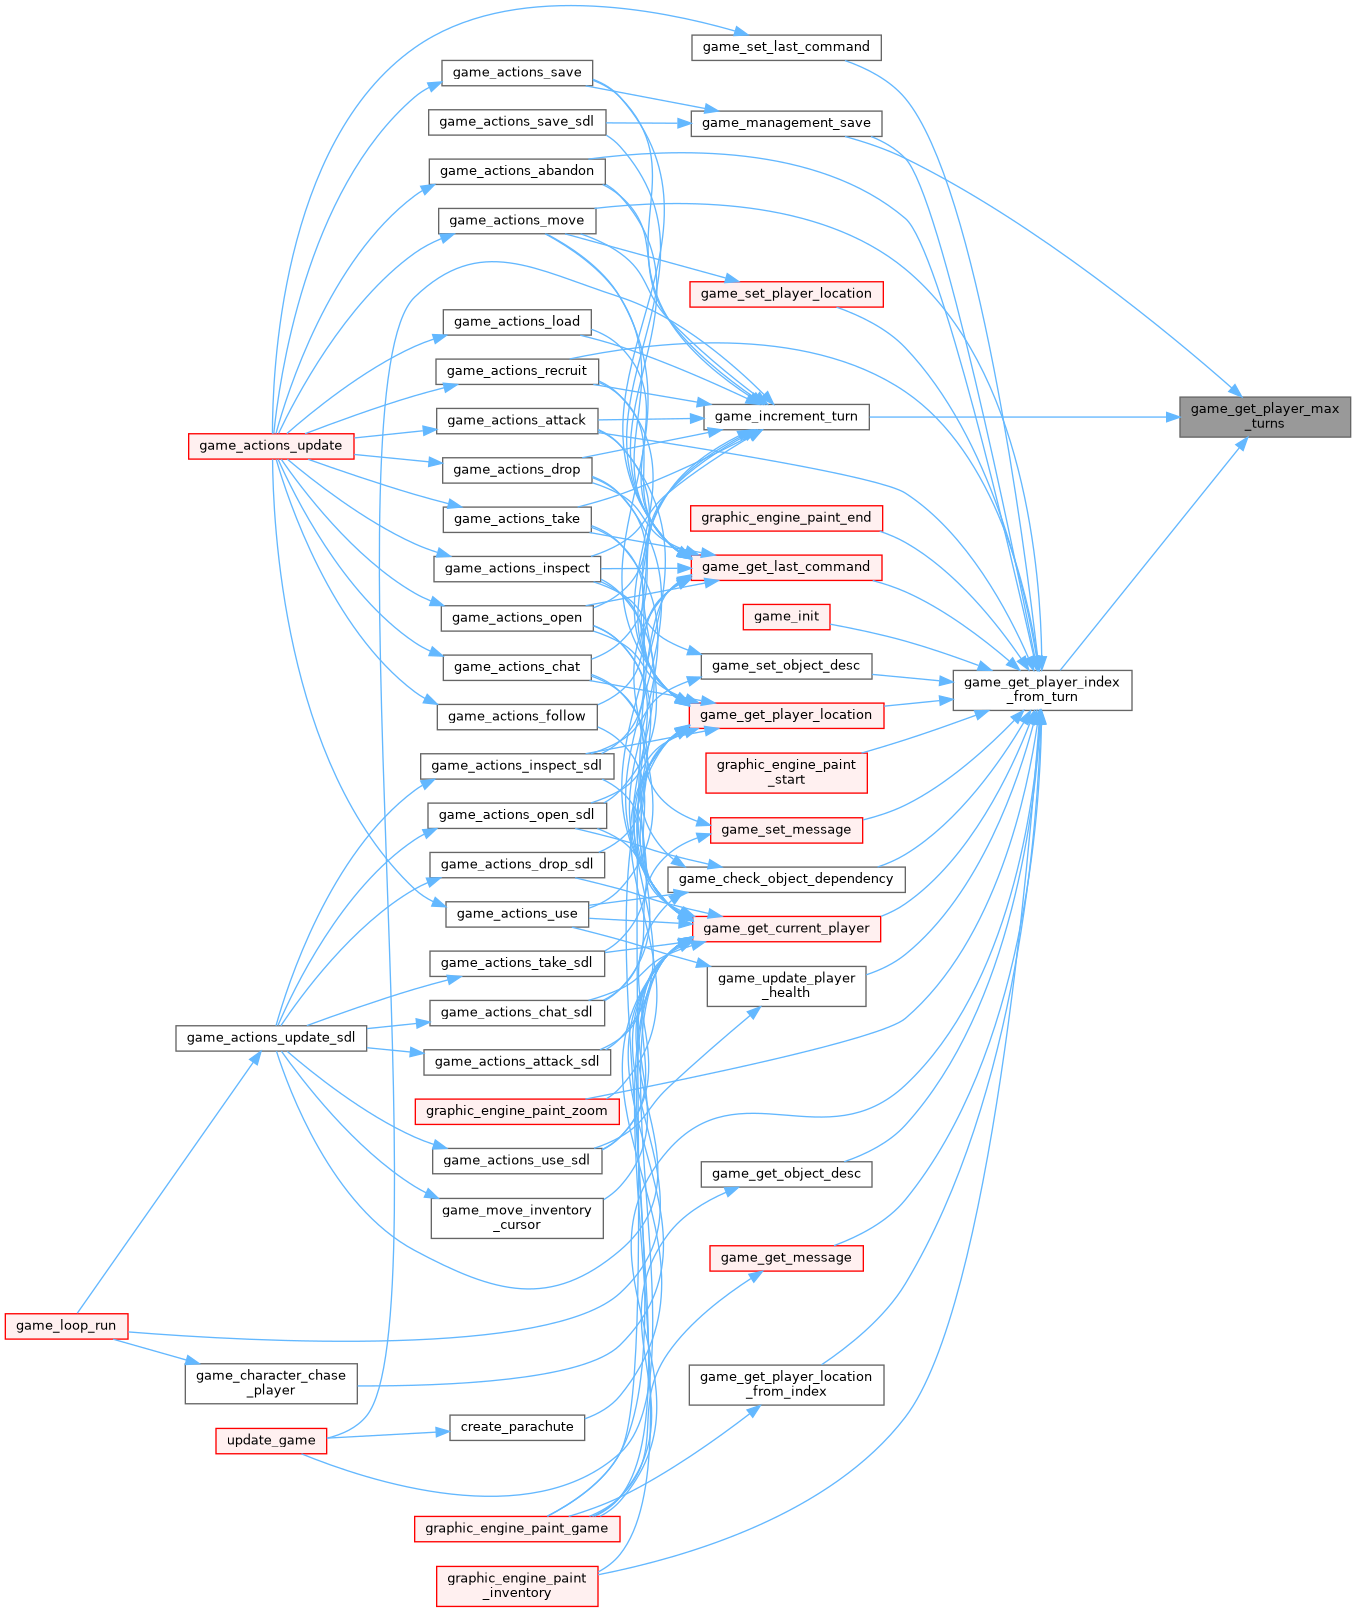 game_set_last_command
game_actions_save
game_management_save
game_actions_save_sdl
game_actions_abandon
game_actions_move
game_set_player_location
game_actions_load
game_actions_recruit
game_get_player_max
_turns
game_increment_turn
game_actions_attack
game_actions_update
game_actions_drop
game_actions_take
graphic_engine_paint_end
game_actions_inspect
game_get_last_command
game_actions_open
game_init
game_actions_chat
game_set_object_desc
game_get_player_index
_from_turn
game_actions_follow
game_get_player_location
game_actions_inspect_sdl
graphic_engine_paint
_start
game_actions_open_sdl
game_set_message
game_actions_drop_sdl
game_check_object_dependency
game_actions_use
game_get_current_player
game_actions_take_sdl
game_update_player
_health
game_actions_chat_sdl
game_actions_update_sdl
game_actions_attack_sdl
graphic_engine_paint_zoom
game_actions_use_sdl
game_get_object_desc
game_move_inventory
_cursor
game_get_message
game_loop_run
game_character_chase
_player
game_get_player_location
_from_index
create_parachute
update_game
graphic_engine_paint_game
graphic_engine_paint
_inventory